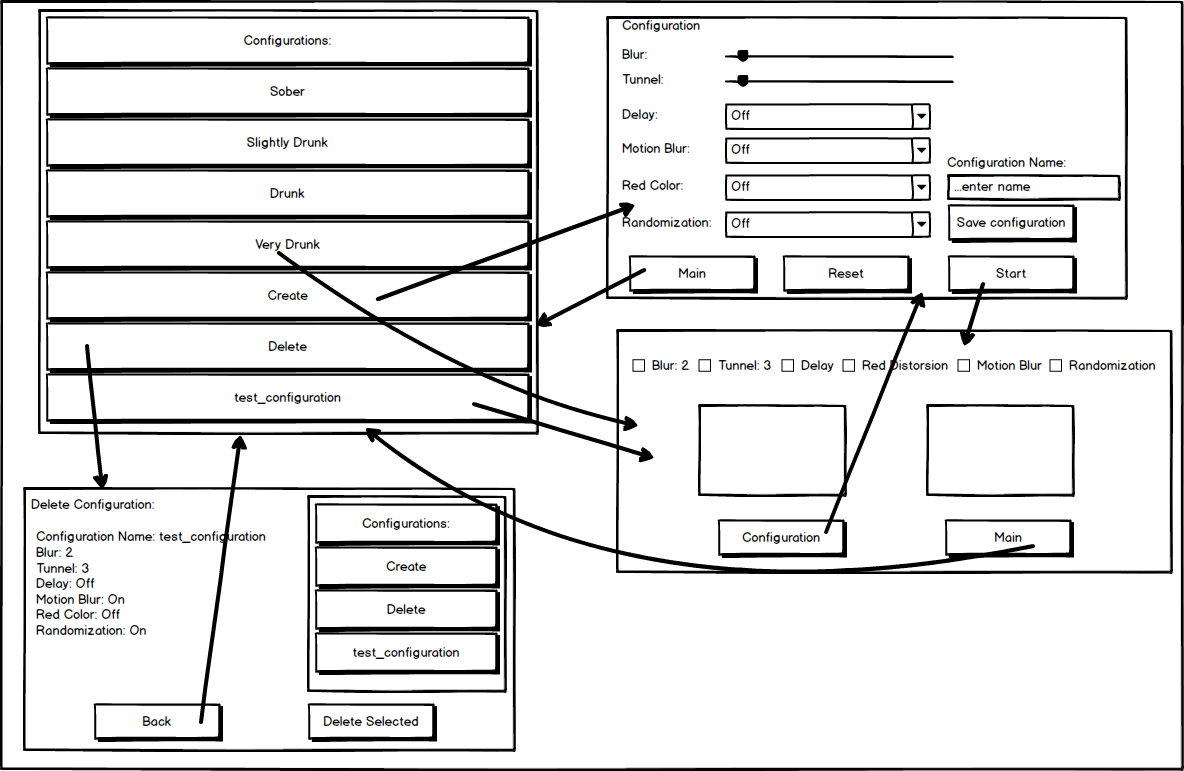 Configurations:
Sober
Slightly Drunk
Drunk
Very Drunk
Create
Delete
test_configuration
Configuration
Blur:
Tunnel:
Delay: Off
Motion Blur: Off
Red Color: Off
Randomization: Off
Configuration Name:
...enter name
Save configuration
Main Reset Start
Blur: 2 Tunnel: 3 Delay Red Distorsion Motion Blur Randomization
Configuration Main
Delete Configuration:
Configuration Name: test_configuration
Blur: 2
Tunnel: 3
Delay: Off
Motion Blur: On
Red Color: Off
Randomization: On
Configurations:
Create
Delete
test_configuration
Back Delete Selected